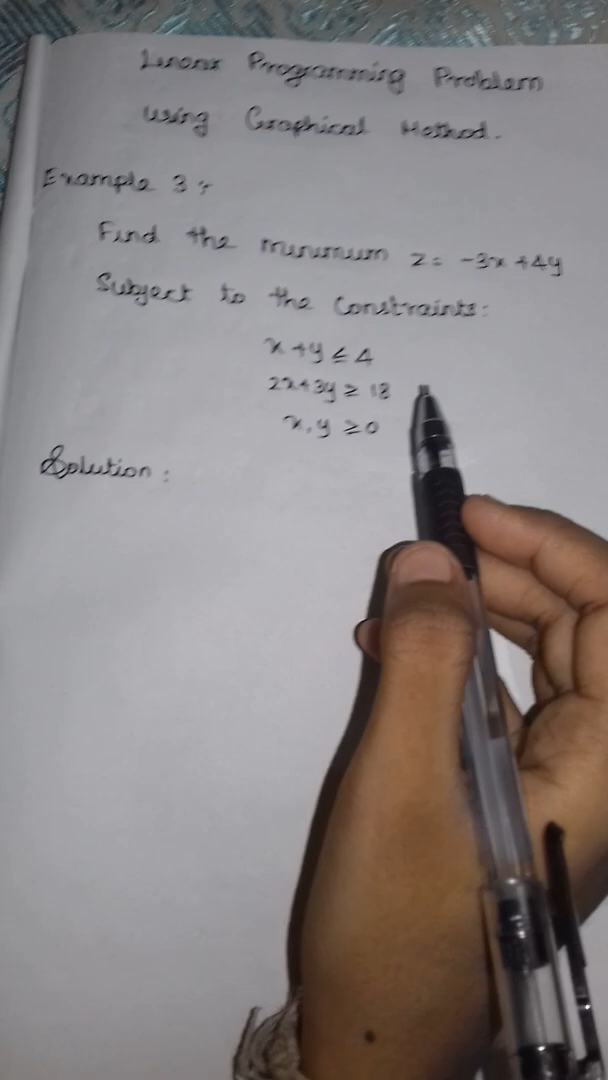 Linear Programming Problem
Using Graphical Method.
Example 3:
Find the minimum z = -3x + 4y
Subject to the Constraints:
x + y ≤ 4
2x + 3y ≥ 18
x, y ≥ 0
Solution: